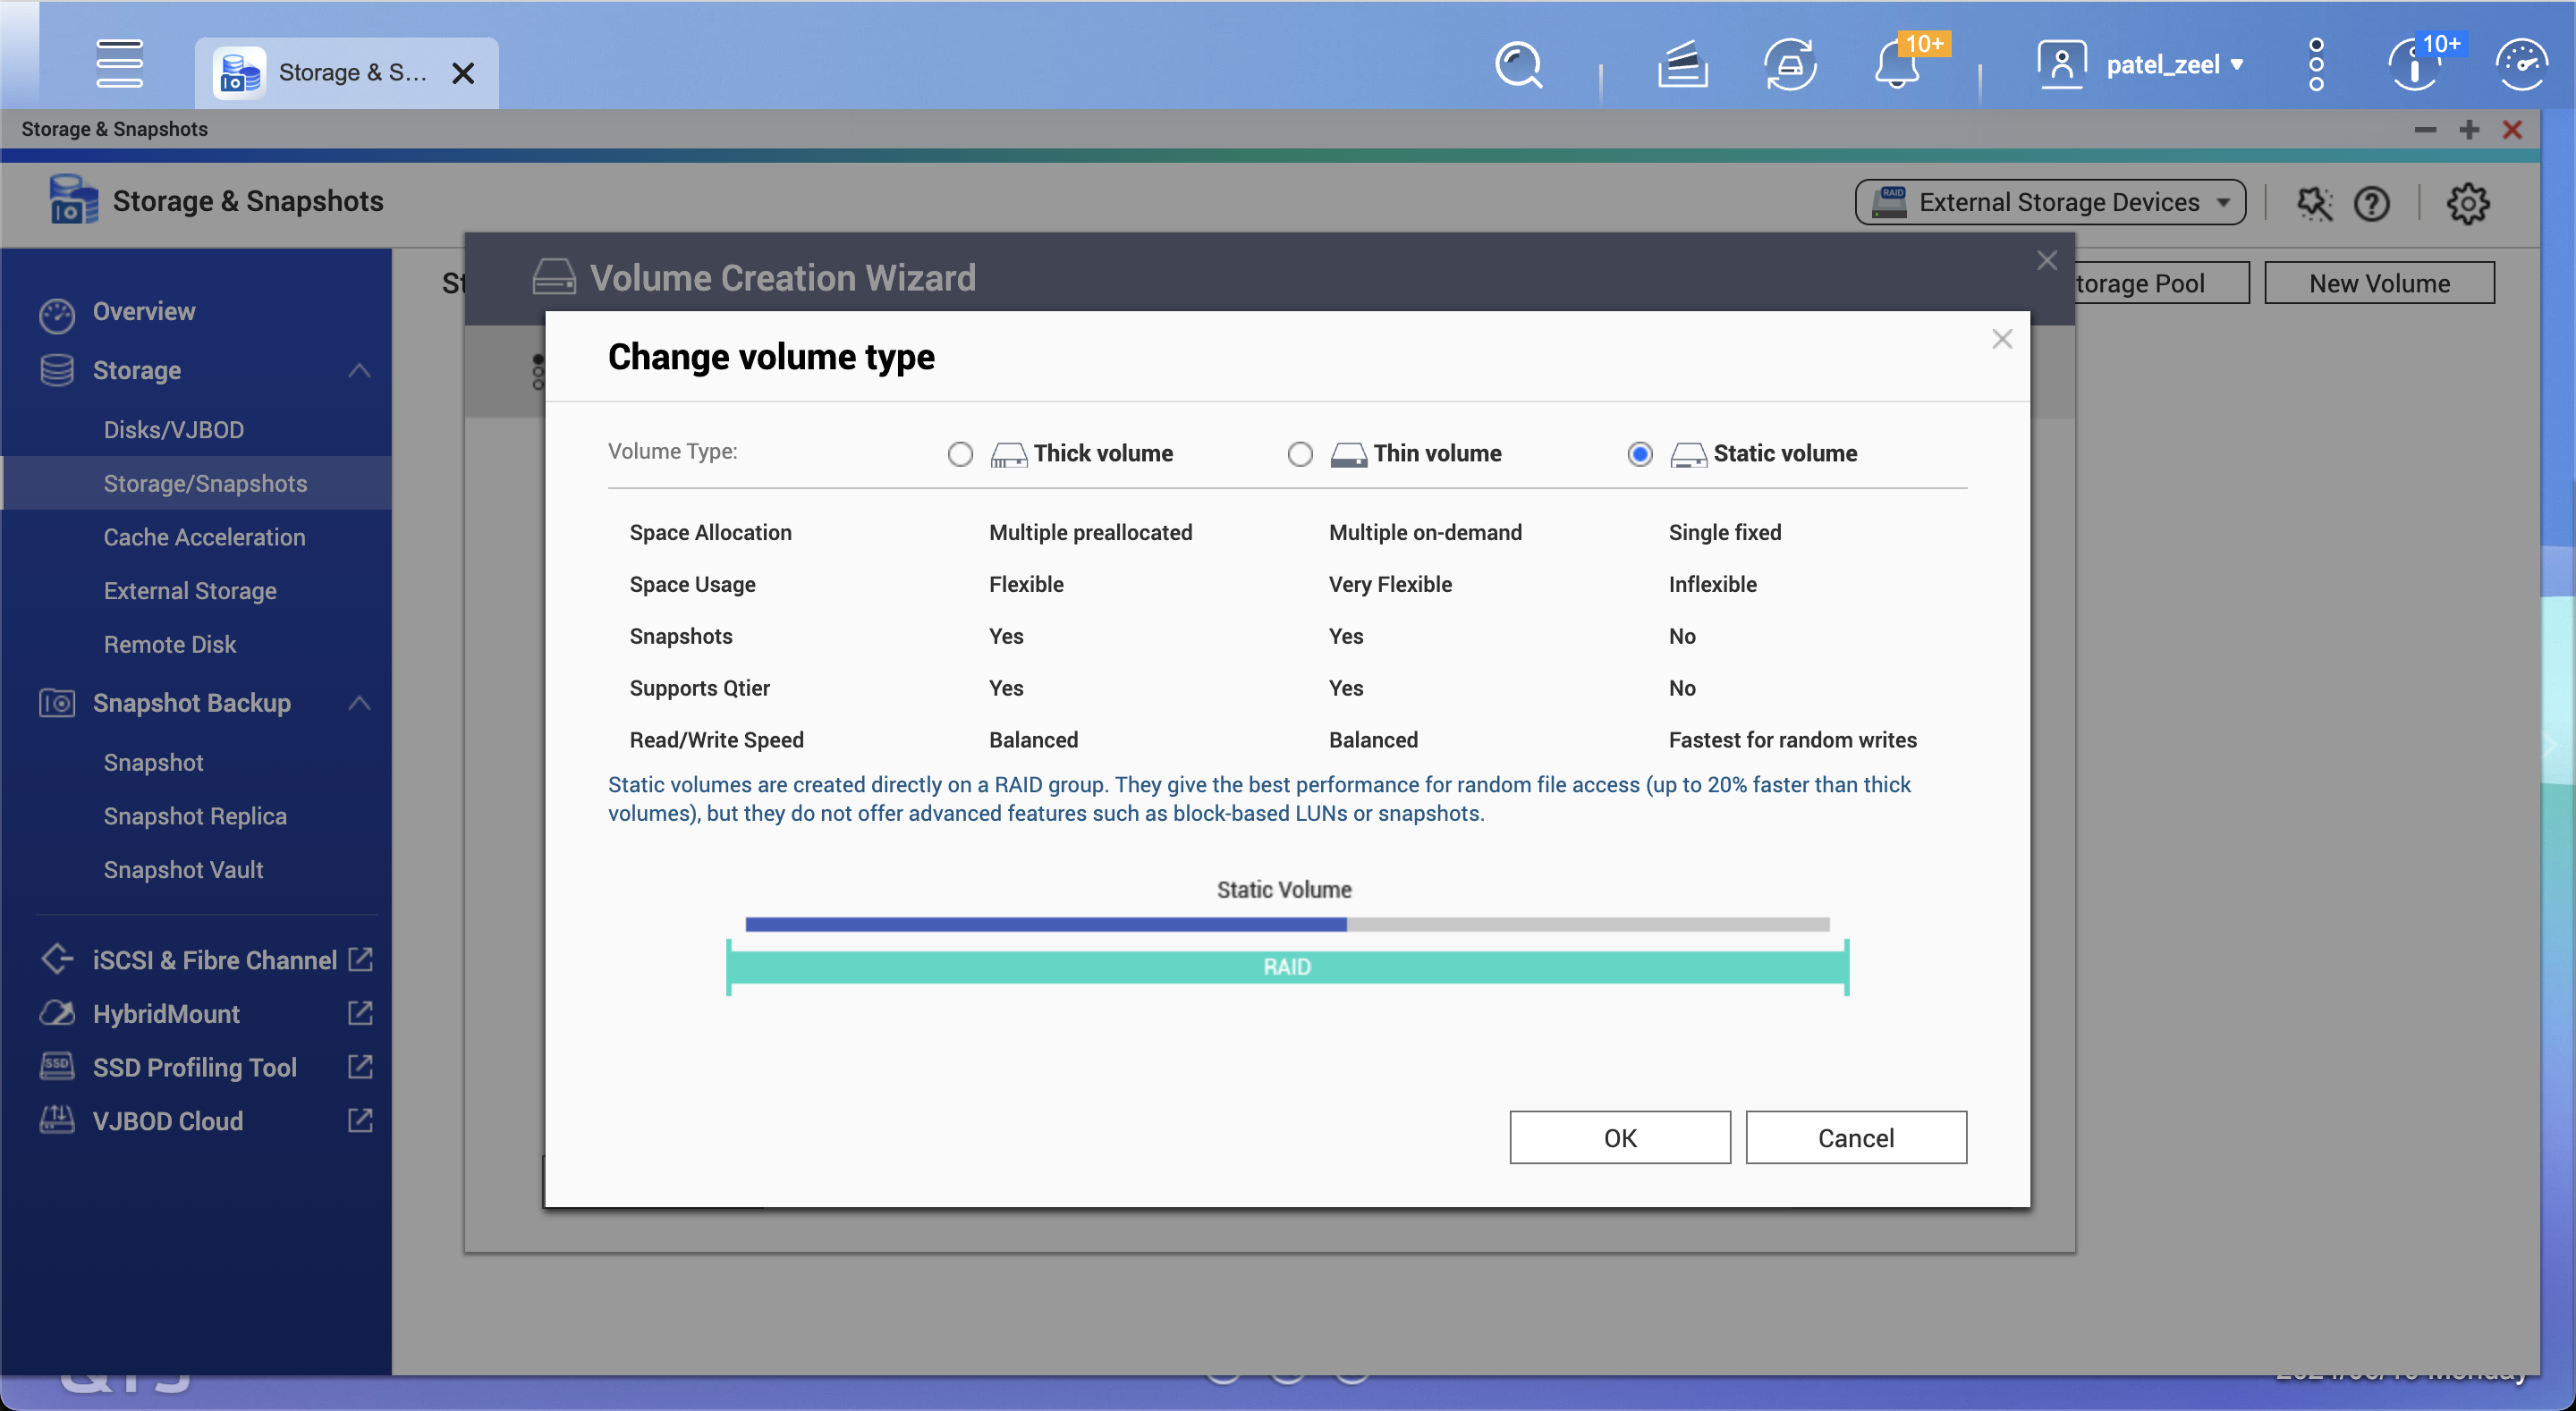 Storage & S...
10+
patel_zeel
10+
Storage & Snapshots
Storage & Snapshots
RAID
External Storage Devices
Overview
Storage
Disks/VJBOD
Storage/Snapshots
Cache Acceleration
External Storage
Remote Disk
Snapshot Backup
Snapshot
Snapshot Replica
Snapshot Vault
iSCSI & Fibre Channel
HybridMount
SSD
SSD Profiling Tool
VJBOD Cloud
New Volume
Volume Creation Wizard
Change volume type
Volume Type: Thick volume Thin volume Static volume
Space Allocation Multiple preallocated Multiple on-demand Single fixed
Space Usage Flexible Very Flexible Inflexible
Snapshots Yes Yes No
Supports Qtier Yes Yes No
Read/Write Speed Balanced Balanced Fastest for random writes
Static volumes are created directly on a RAID group. They give the best performance for random file access (up to 20% faster than thick
volumes), but they do not offer advanced features such as block-based LUNs or snapshots.
Static Volume
RAID
OK Cancel